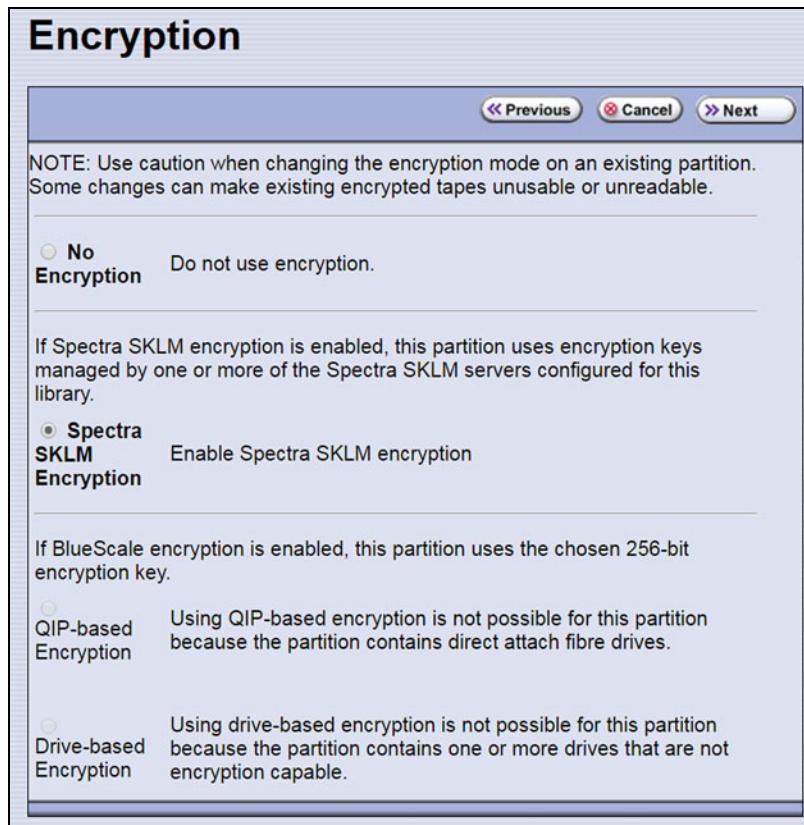 Encryption
Previous
Cancel
Next
NOTE: Use caution when changing the encryption mode on an existing partition.
Some changes can make existing encrypted tapes unusable or unreadable.
No
Encryption
Do not use encryption.
If Spectra SKLM encryption is enabled, this partition uses encryption keys
managed by one or more of the Spectra SKLM servers configured for this
library.
Spectra
SKLM
Encryption
Enable Spectra SKLM encryption
If BlueScale encryption is enabled, this partition uses the chosen 256-bit
encryption key.
QIP-based
Encryption
Using QIP-based encryption is not possible for this partition
because the partition contains direct attach fibre drives.
Drive-based
Encryption
Using drive-based encryption is not possible for this partition
because the partition contains one or more drives that are not
encryption capable.